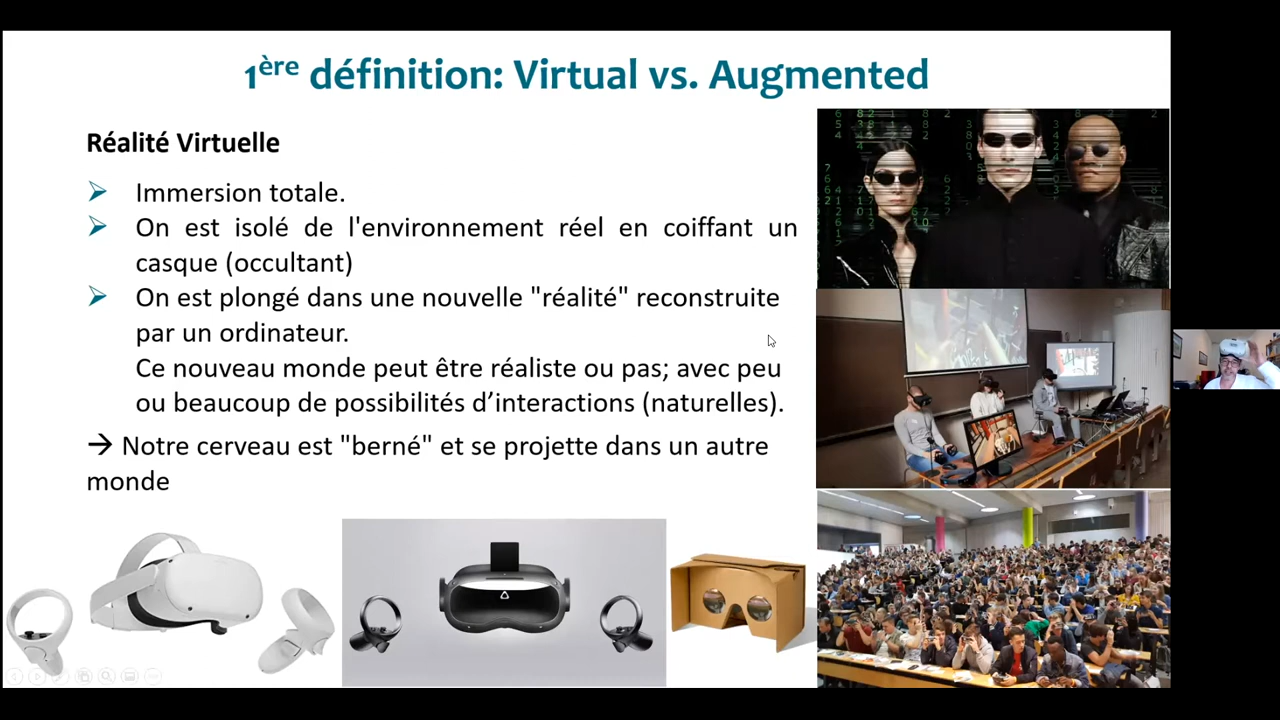 1ère définition: Virtual vs. Augmented
Réalité Virtuelle
Immersion totale.
On est isolé de l'environnement réel en coiffant un
casque (occultant)
On est plongé dans une nouvelle "réalité" reconstruite
par un ordinateur.
Ce nouveau monde peut être réaliste ou pas; avec peu
ou beaucoup de possibilités d’interactions (naturelles).
→ Notre cerveau est "berné" et se projette dans un autre
monde